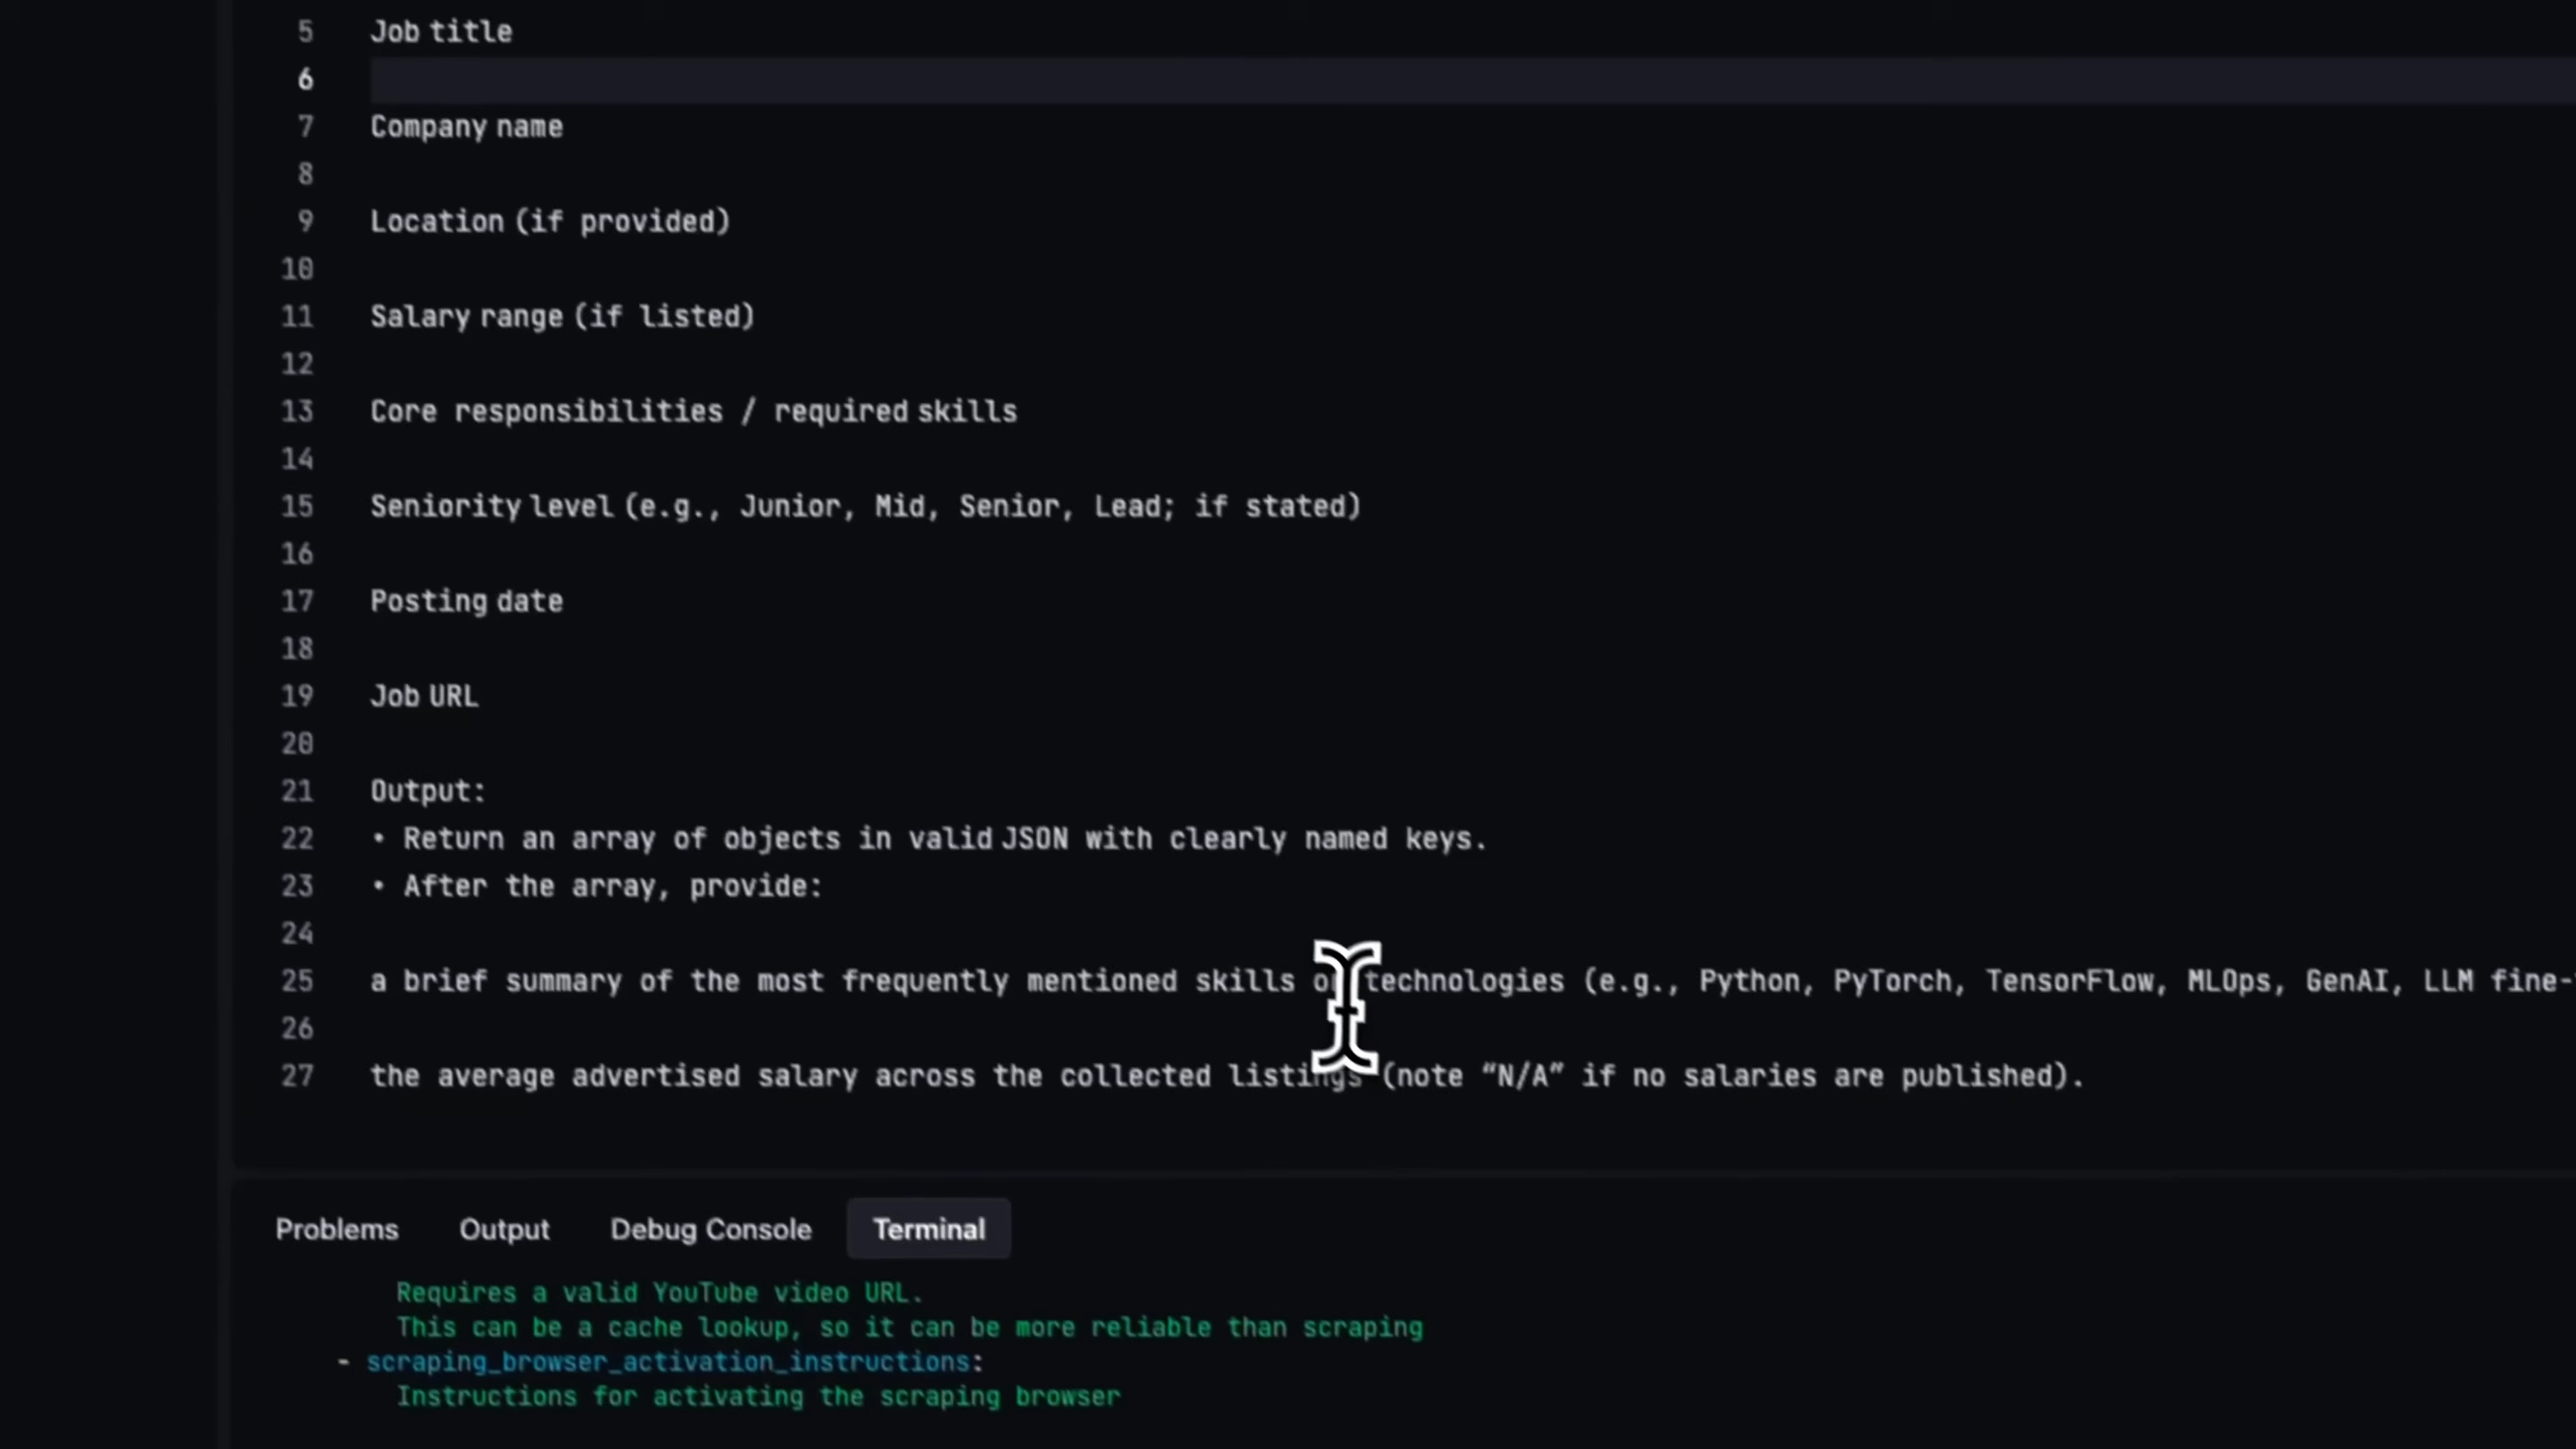 5 Job title
6
7 Company name
8
9 Location (if provided)
10
11 Salary range (if listed)
12
13 Core responsibilities / required skills
14
15 Seniority level (e.g., Junior, Mid, Senior, Lead; if stated)
16
17 Posting date
18
19 Job URL
20
21 Output:
22 • Return an array of objects in valid JSON with clearly named keys.
23 • After the array, provide:
24
25 a brief summary of the most frequently mentioned skills or technologies (e.g., Python, PyTorch, TensorFlow, MLOps, GenAI, LLM fine-
26
27 the average advertised salary across the collected listings (note “N/A” if no salaries are published).
Problems Output Debug Console Terminal
Requires a valid YouTube video URL.
This can be a cache lookup, so it can be more reliable than scraping
- scraping_browser_activation_instructions:
Instructions for activating the scraping browser